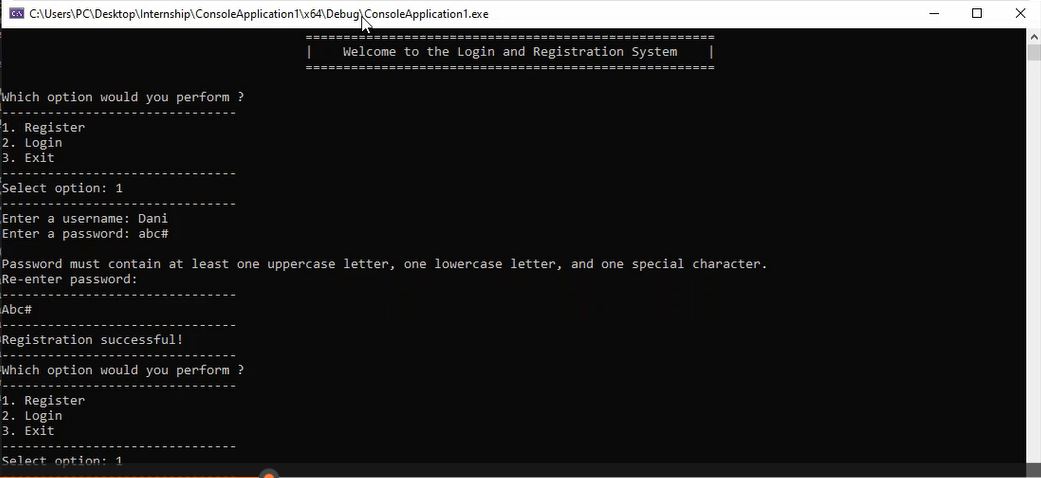 C:\Users\PC\Desktop\Internship\ConsoleApplication1\x64\Debug\ConsoleApplication1.exe
======================================================
|    Welcome to the Login and Registration System    |
======================================================
Which option would you perform ?
-------------------------------
1. Register
2. Login
3. Exit
-------------------------------
Select option: 1
-------------------------------
Enter a username: Dani
Enter a password: abc#
Password must contain at least one uppercase letter, one lowercase letter, and one special character.
Re-enter password:
-------------------------------
Abc#
-------------------------------
Registration successful!
-------------------------------
Which option would you perform ?
-------------------------------
1. Register
2. Login
3. Exit
-------------------------------
Select option: 1